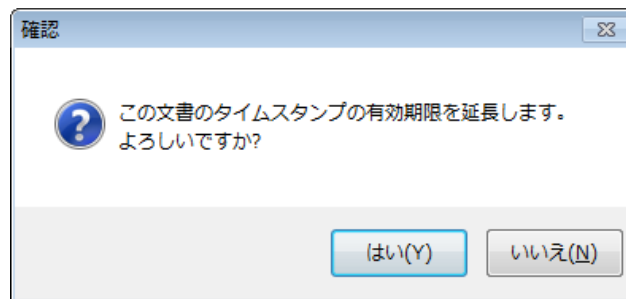 確認
この文書のタイムスタンプの有効期限を延長します。
よろしいですか?
はい(Y)
いいえ(N)